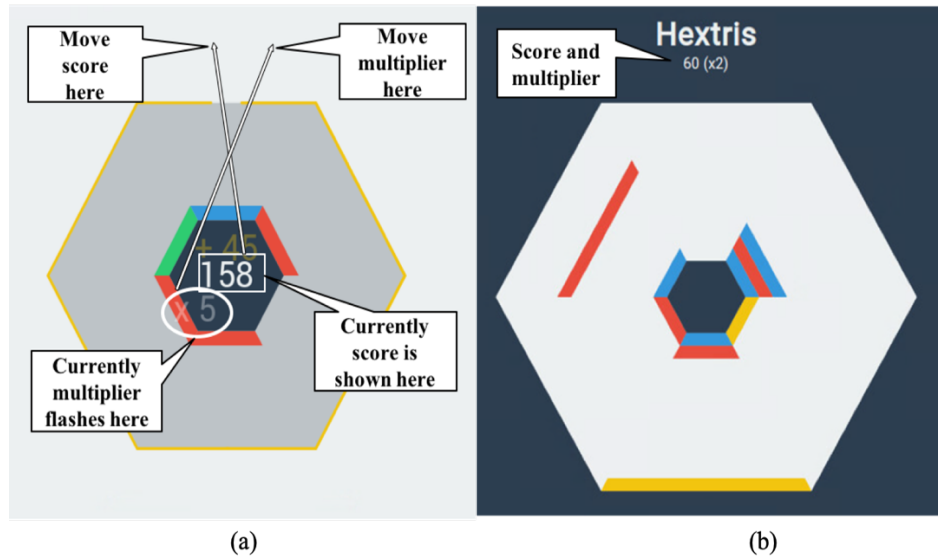 Move
score
here
Move
multiplier
here
+ 45
158
x 5
Currently
multiplier
flashes here
Currently
score is
shown here
(a)
Score and
multiplier
Hextris
60 (x2)
(b)